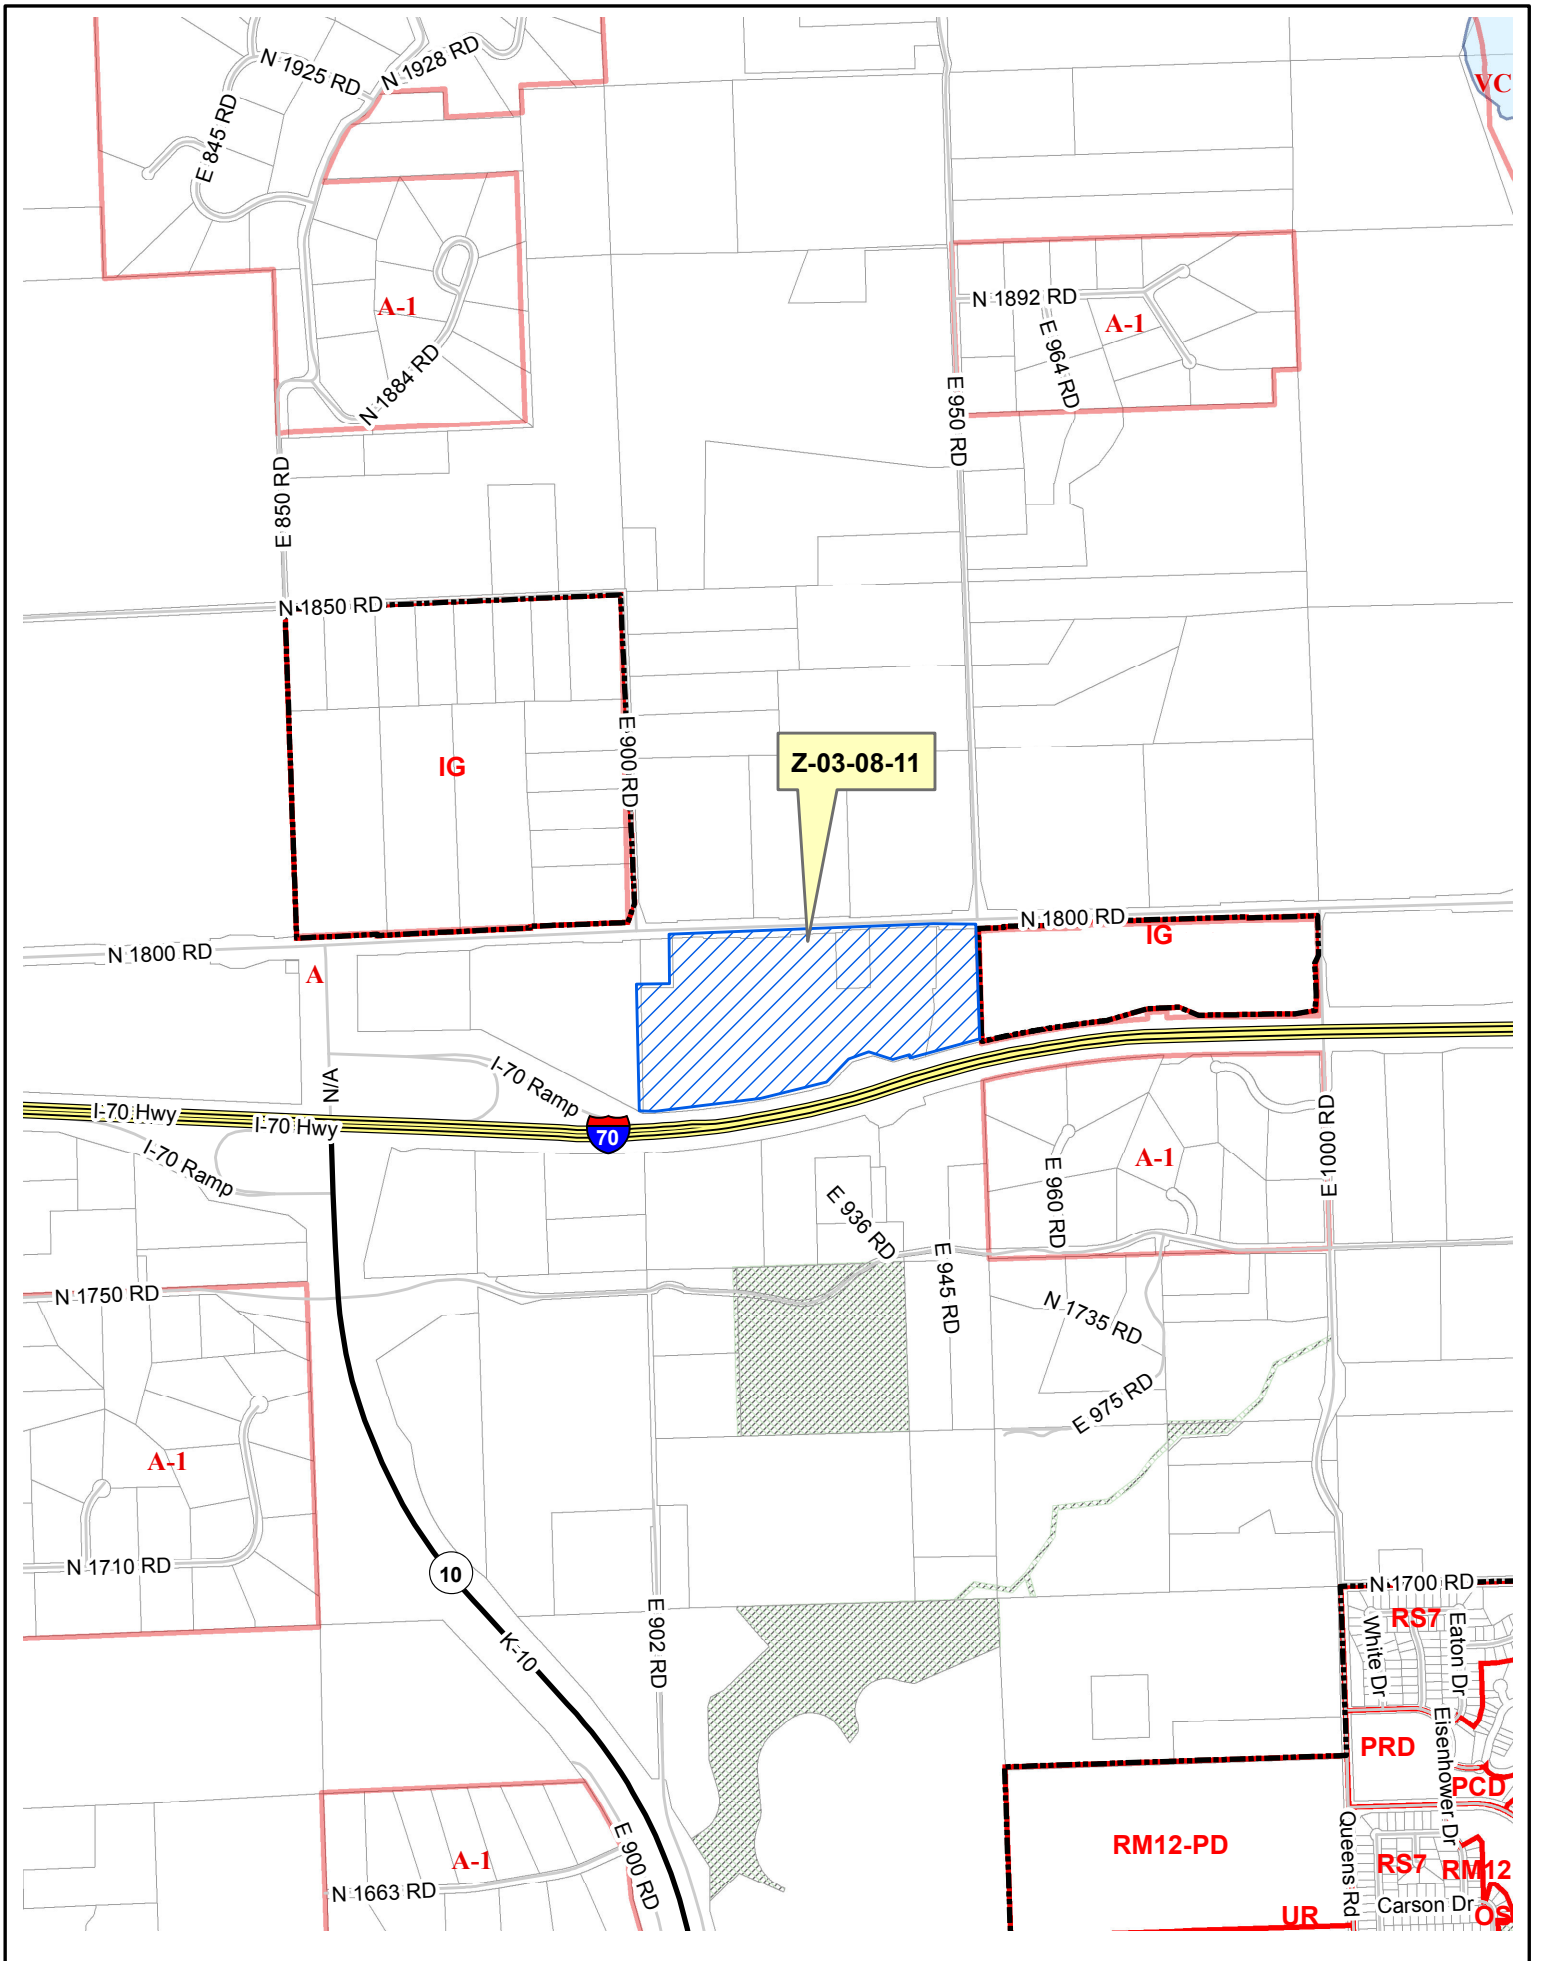 N 1925 RD
N 1928 RD
VC
E 845 RD
A-1
N 1892 RD
A-1
E 964 RD
N 1884 RD
E 950 RD
E 850 RD
N 1850 RD
E 900 RD
Z-03-08-11
IG
N 1800 RD
IG
N 1800 RD
A
I-70 Ramp
N/A
I-70 Hwy
I-70 Hwy
70
E 1000 RD
I-70 Ramp
A-1
E 960 RD
E 936 RD
E 945 RD
N 1750 RD
N 1735 RD
E 975 RD
A-1
N 1710 RD
10
N 1700 RD
RS7
E 902 RD
K-10
White Dr
Eaton Dr
Eisenhower Dr
PRD
PCD
RM12-PD
Queens Rd
RS7
RM12
A-1
E 900 RD
N 1663 RD
Carson Dr
UR
OS